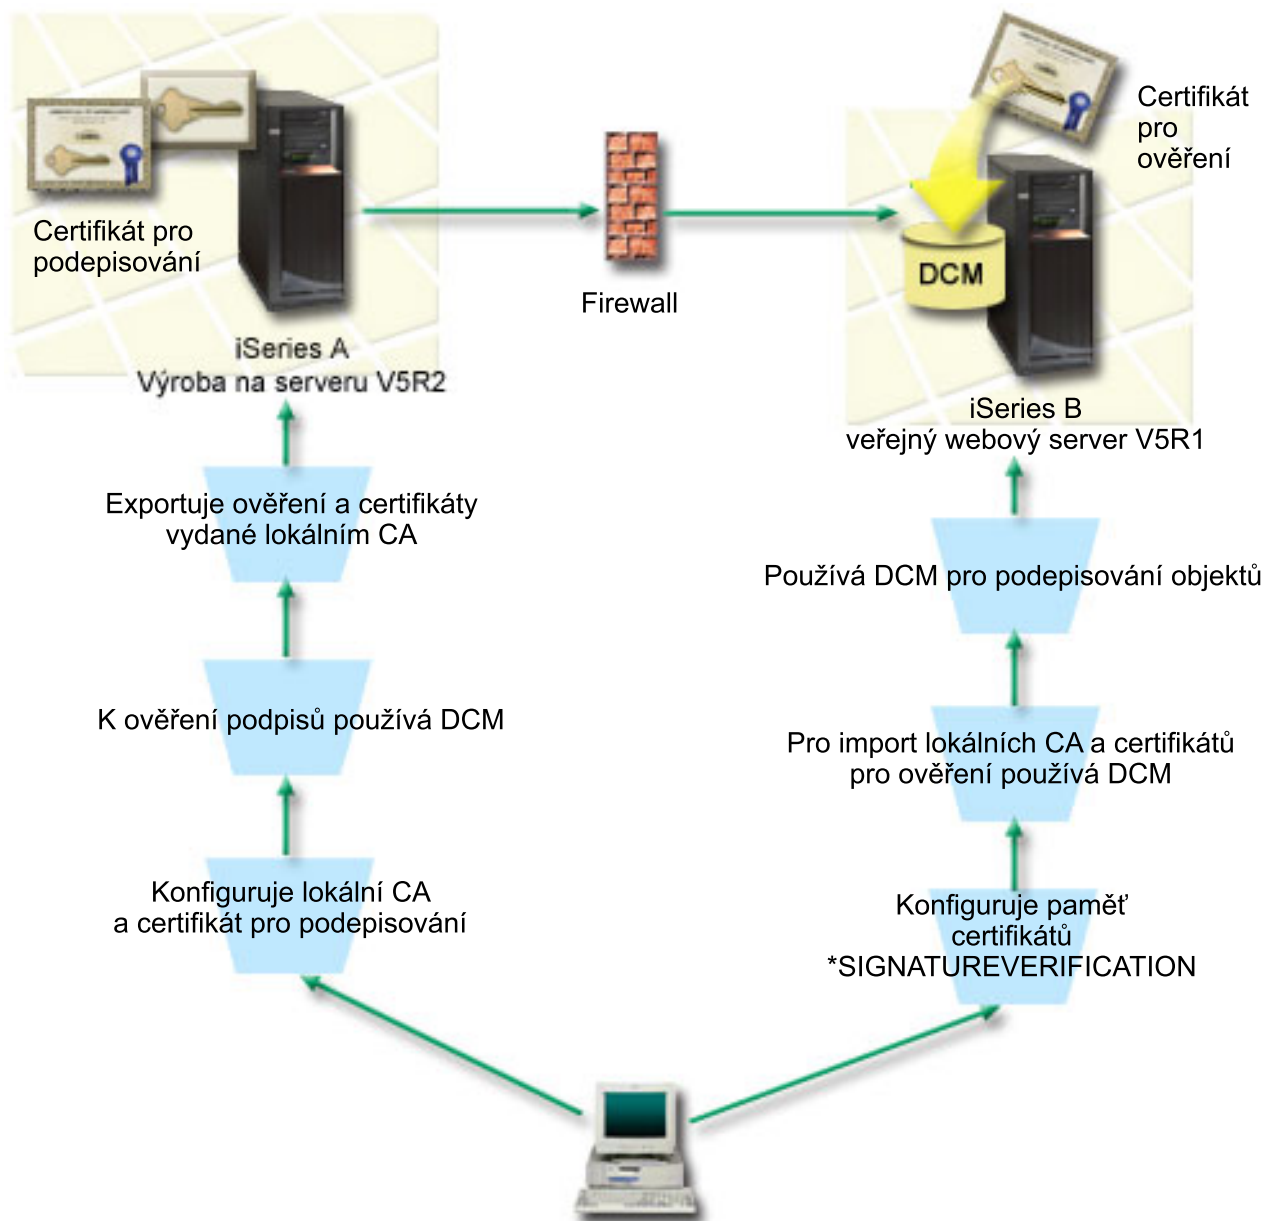 Certifikát
pro
ověření
Certifikát pro
podepisování
DCM
Firewall
iSeries A
Výroba na serveru V5R2
iSeries B
veřejný webový server V5R1
Exportuje ověření a certifikáty
vydané lokálním CA
K ověření podpisů používá DCM
Konfiguruje lokální CA
a certifikát pro podepisování
Používá DCM pro podepisování objektů
Pro import lokálních CA a certifikátů
pro ověření používá DCM
Konfiguruje paměť
certifikátů
*SIGNATUREVERIFICATION